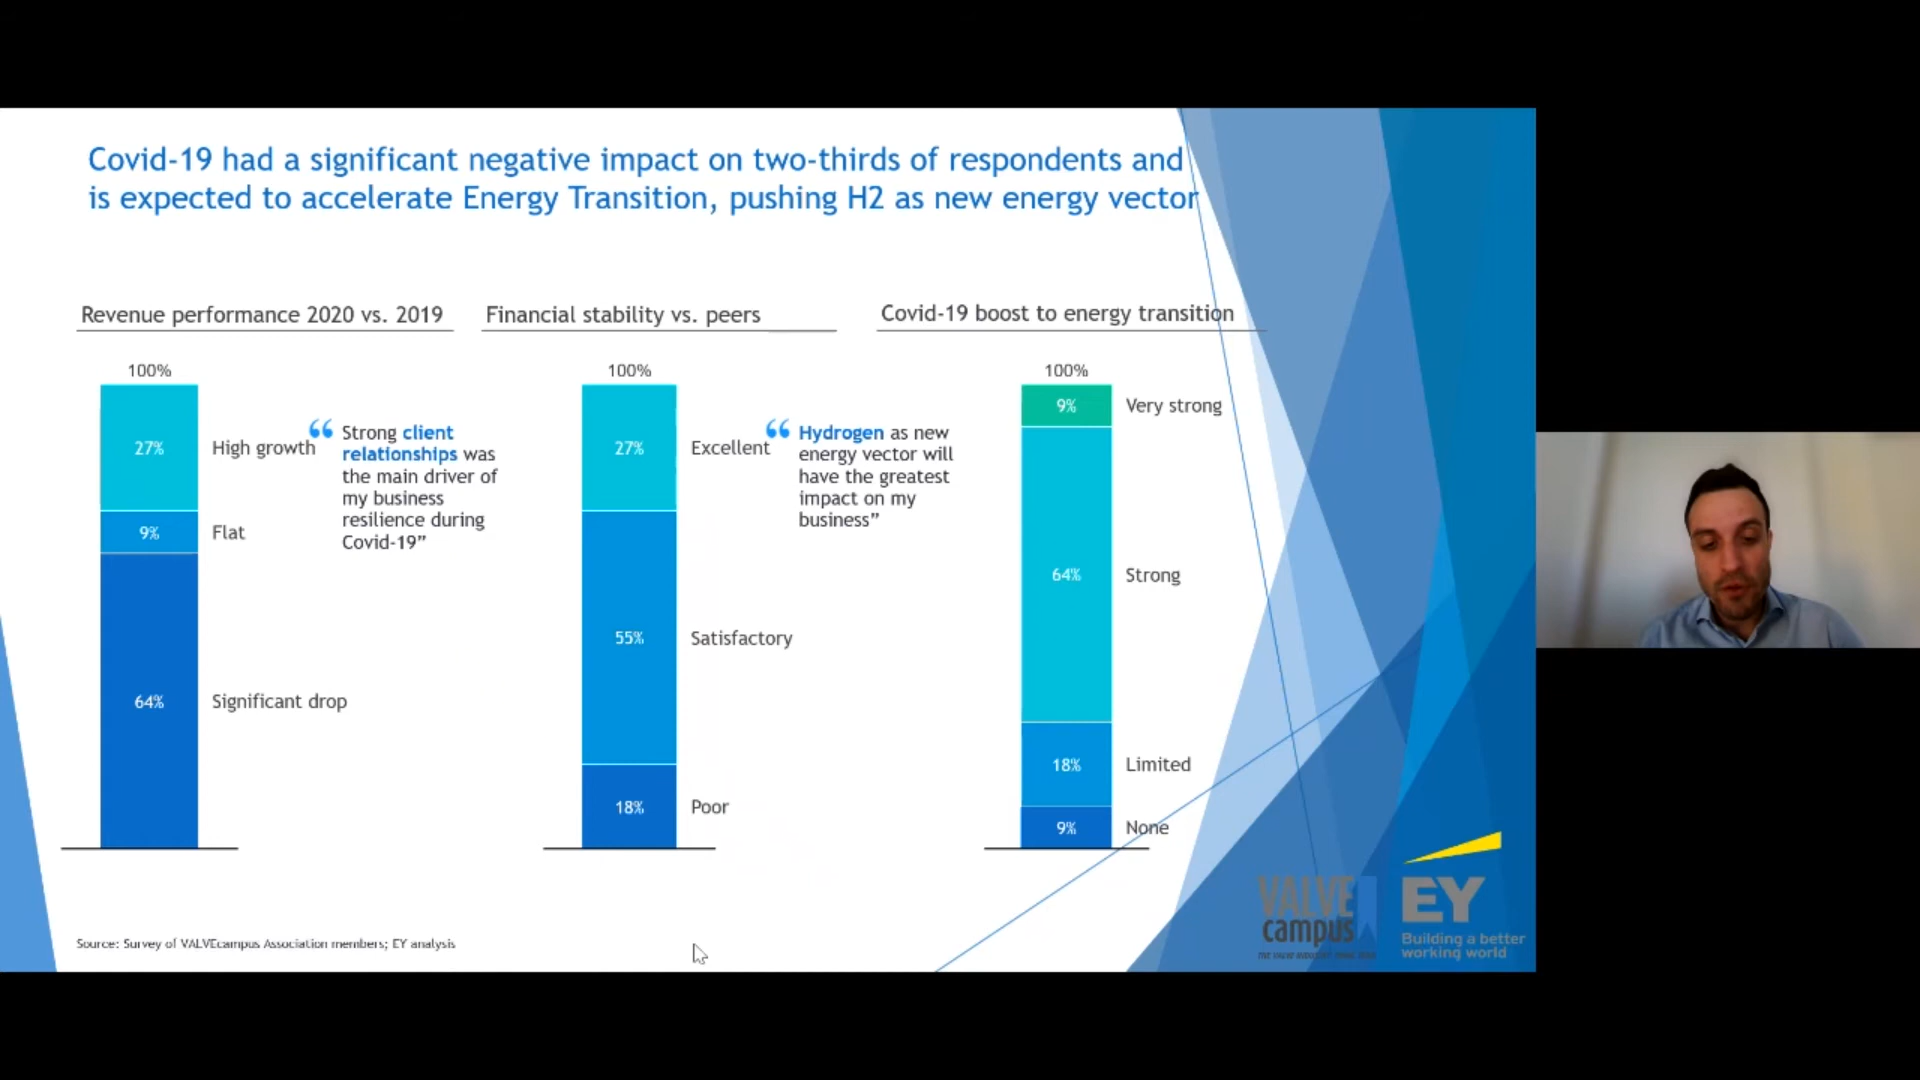 Covid-19 had a significant negative impact on two-thirds of respondents and
is expected to accelerate Energy Transition, pushing H2 as new energy vector
Revenue performance 2020 vs. 2019
100%
27%
High growth
9%
Flat
64%
Significant drop
“ Strong client
relationships was
the main driver of
my business
resilience during
Covid-19”
Financial stability vs. peers
100%
27%
Excellent
55%
Satisfactory
18%
Poor
“ Hydrogen as new
energy vector will
have the greatest
impact on my
business”
Covid-19 boost to energy transition
100%
9%
Very strong
64%
Strong
18%
Limited
9%
None
Source: Survey of VALVEcampus Association members; EY analysis
VALVE
campus
EY
Building a better
working world